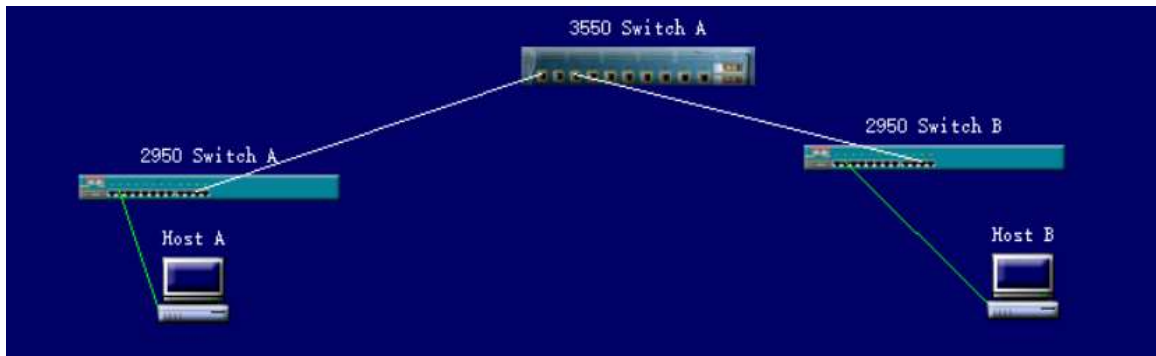 3550 Switch A
2950 Switch B
2950 Switch A
Host A
Host B